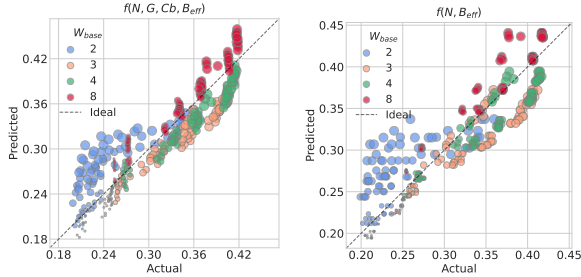 f(N, G, Cb, B_eff)
W_base
2
3
4
8
Ideal
Predicted
0.42
0.36
0.30
0.24
0.18
0.18 0.24 0.30 0.36 0.42
Actual
f(N, B_eff)
W_base
2
3
4
8
Ideal
Predicted
0.45
0.40
0.35
0.30
0.25
0.20
0.20 0.25 0.30 0.35 0.40 0.45
Actual